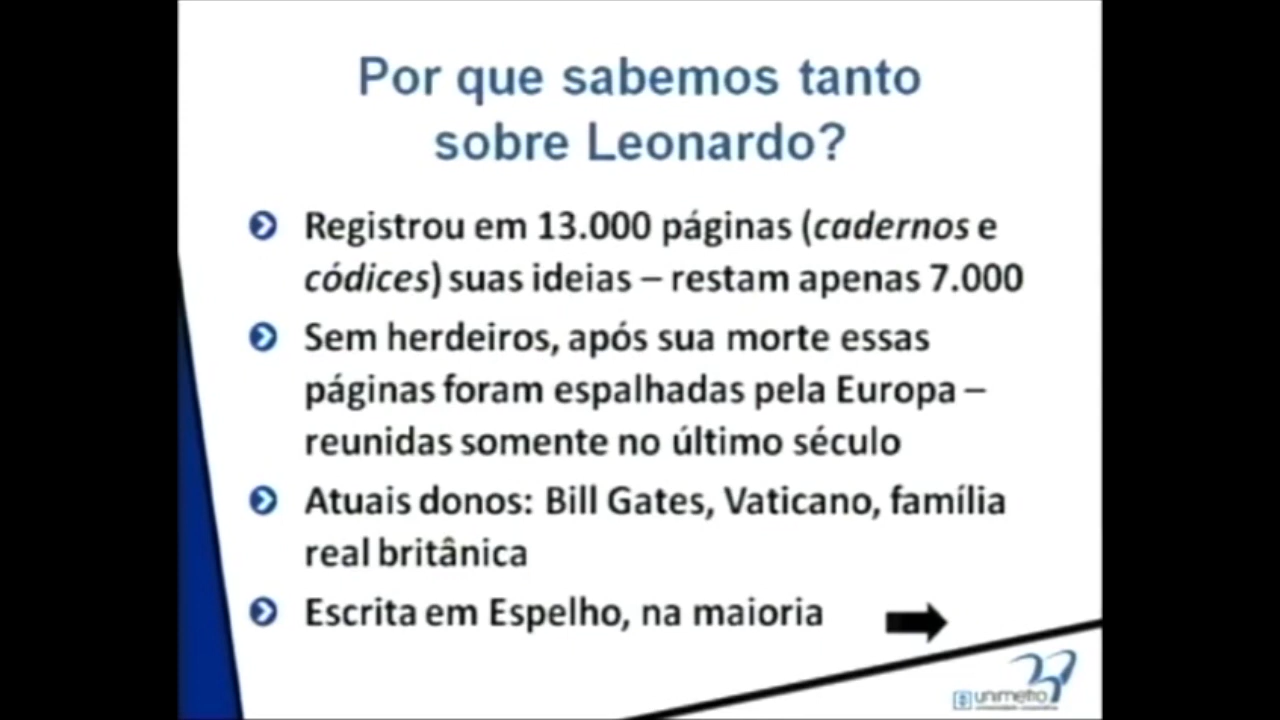 Por que sabemos tanto
sobre Leonardo?
Registrou em 13.000 páginas (cadernos e
códices) suas ideias – restam apenas 7.000
Sem herdeiros, após sua morte essas
páginas foram espalhadas pela Europa –
reunidas somente no último século
Atuais donos: Bill Gates, Vaticano, família
real britânica
Escrita em Espelho, na maioria
unimetro